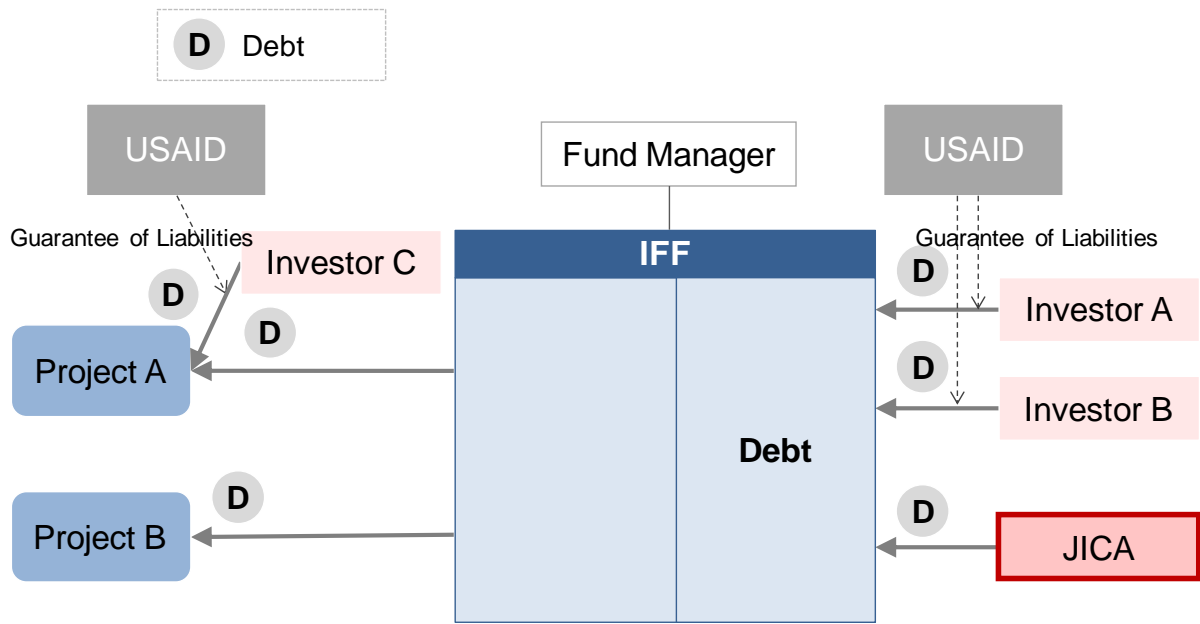 D Debt
USAID
Fund Manager
USAID
Guarantee of Liabilities
Guarantee of Liabilities
IFF
Investor C
D
D
D
Investor A
Project A
D
Investor B
Debt
D
Project B
D
JICA